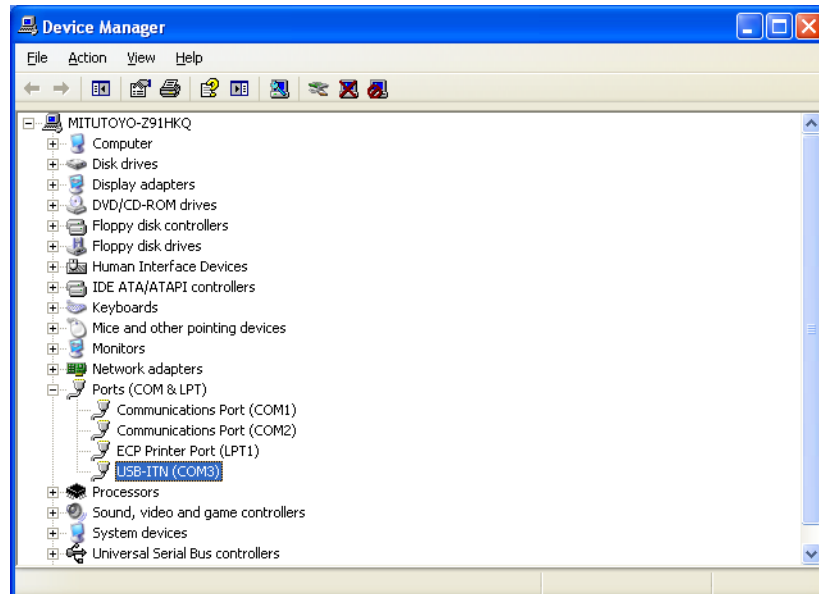 Device Manager
File Action View Help
MITUTOYO-Z91HKQ
Computer
Disk drives
Display adapters
DVD/CD-ROM drives
Floppy disk controllers
Floppy disk drives
Human Interface Devices
IDE ATA/ATAPI controllers
Keyboards
Mice and other pointing devices
Monitors
Network adapters
Ports (COM & LPT)
Communications Port (COM1)
Communications Port (COM2)
ECP Printer Port (LPT1)
USB-ITN (COM3)
Processors
Sound, video and game controllers
System devices
Universal Serial Bus controllers